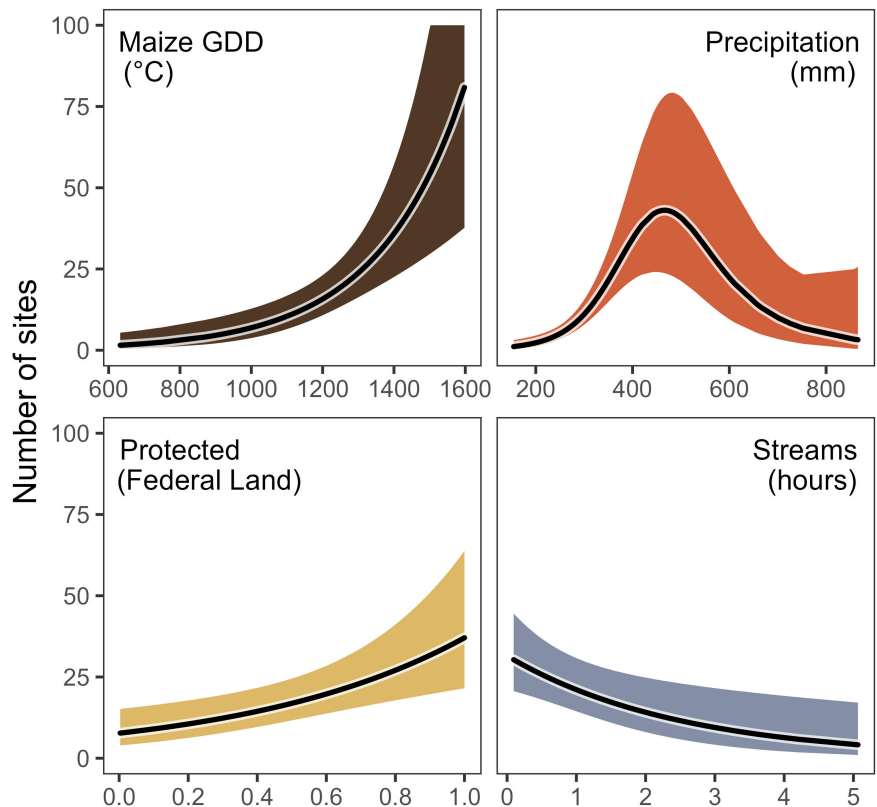 Number of sites
Maize GDD
(°C)
100
75
50
25
0
600 800 1000 1200 1400 1600
Precipitation
(mm)
200 400 600 800
Protected
(Federal Land)
100
75
50
25
0
0.0 0.2 0.4 0.6 0.8 1.0
Streams
(hours)
0 1 2 3 4 5